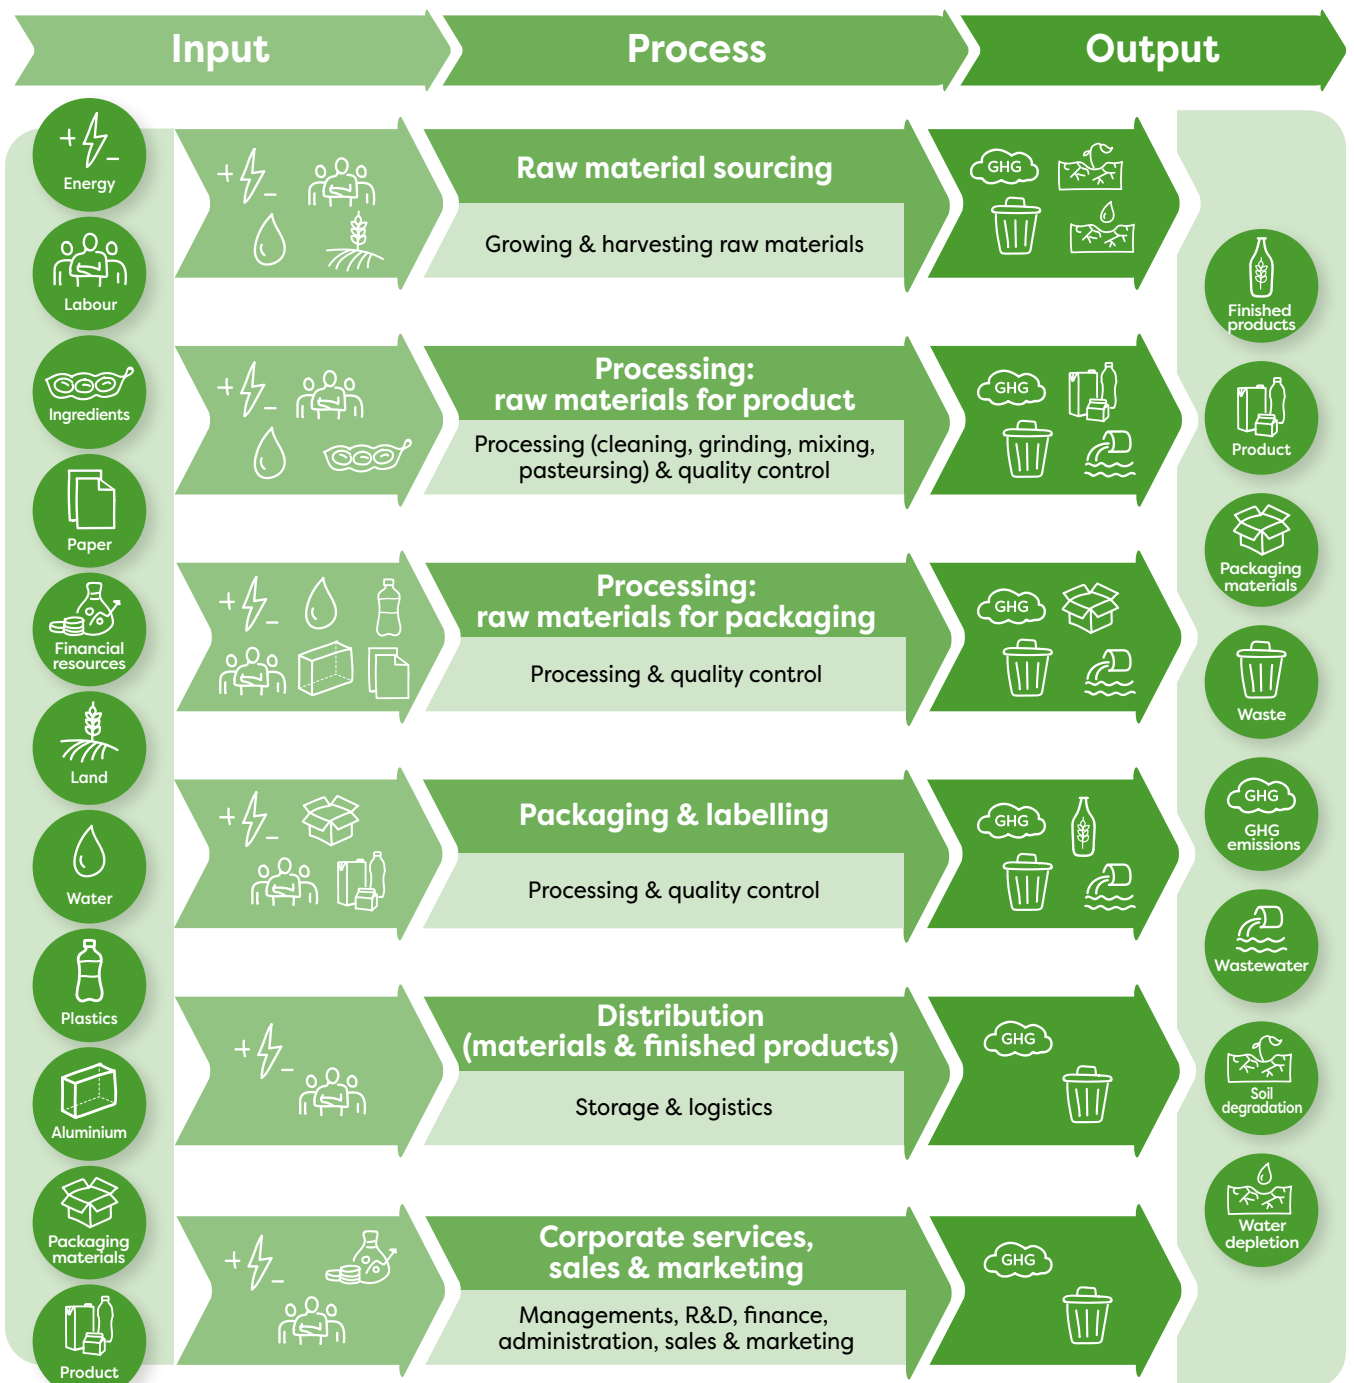 Input
Process
Output
Energy
Labour
Ingredients
Paper
Financial
resources
Land
Water
Plastics
Aluminium
Packaging
materials
Product
Raw material sourcing
Growing & harvesting raw materials
GHG
Processing:
raw materials for product
Processing (cleaning, grinding, mixing,
pasteursing) & quality control
GHG
Processing:
raw materials for packaging
Processing & quality control
GHG
Packaging & labelling
Processing & quality control
GHG
Distribution
(materials & finished products)
Storage & logistics
GHG
Corporate services,
sales & marketing
Managements, R&D, finance,
administration, sales & marketing
GHG
Finished
products
Product
Packaging
materials
Waste
GHG
GHG
emissions
Wastewater
Soil
degradation
Water
depletion